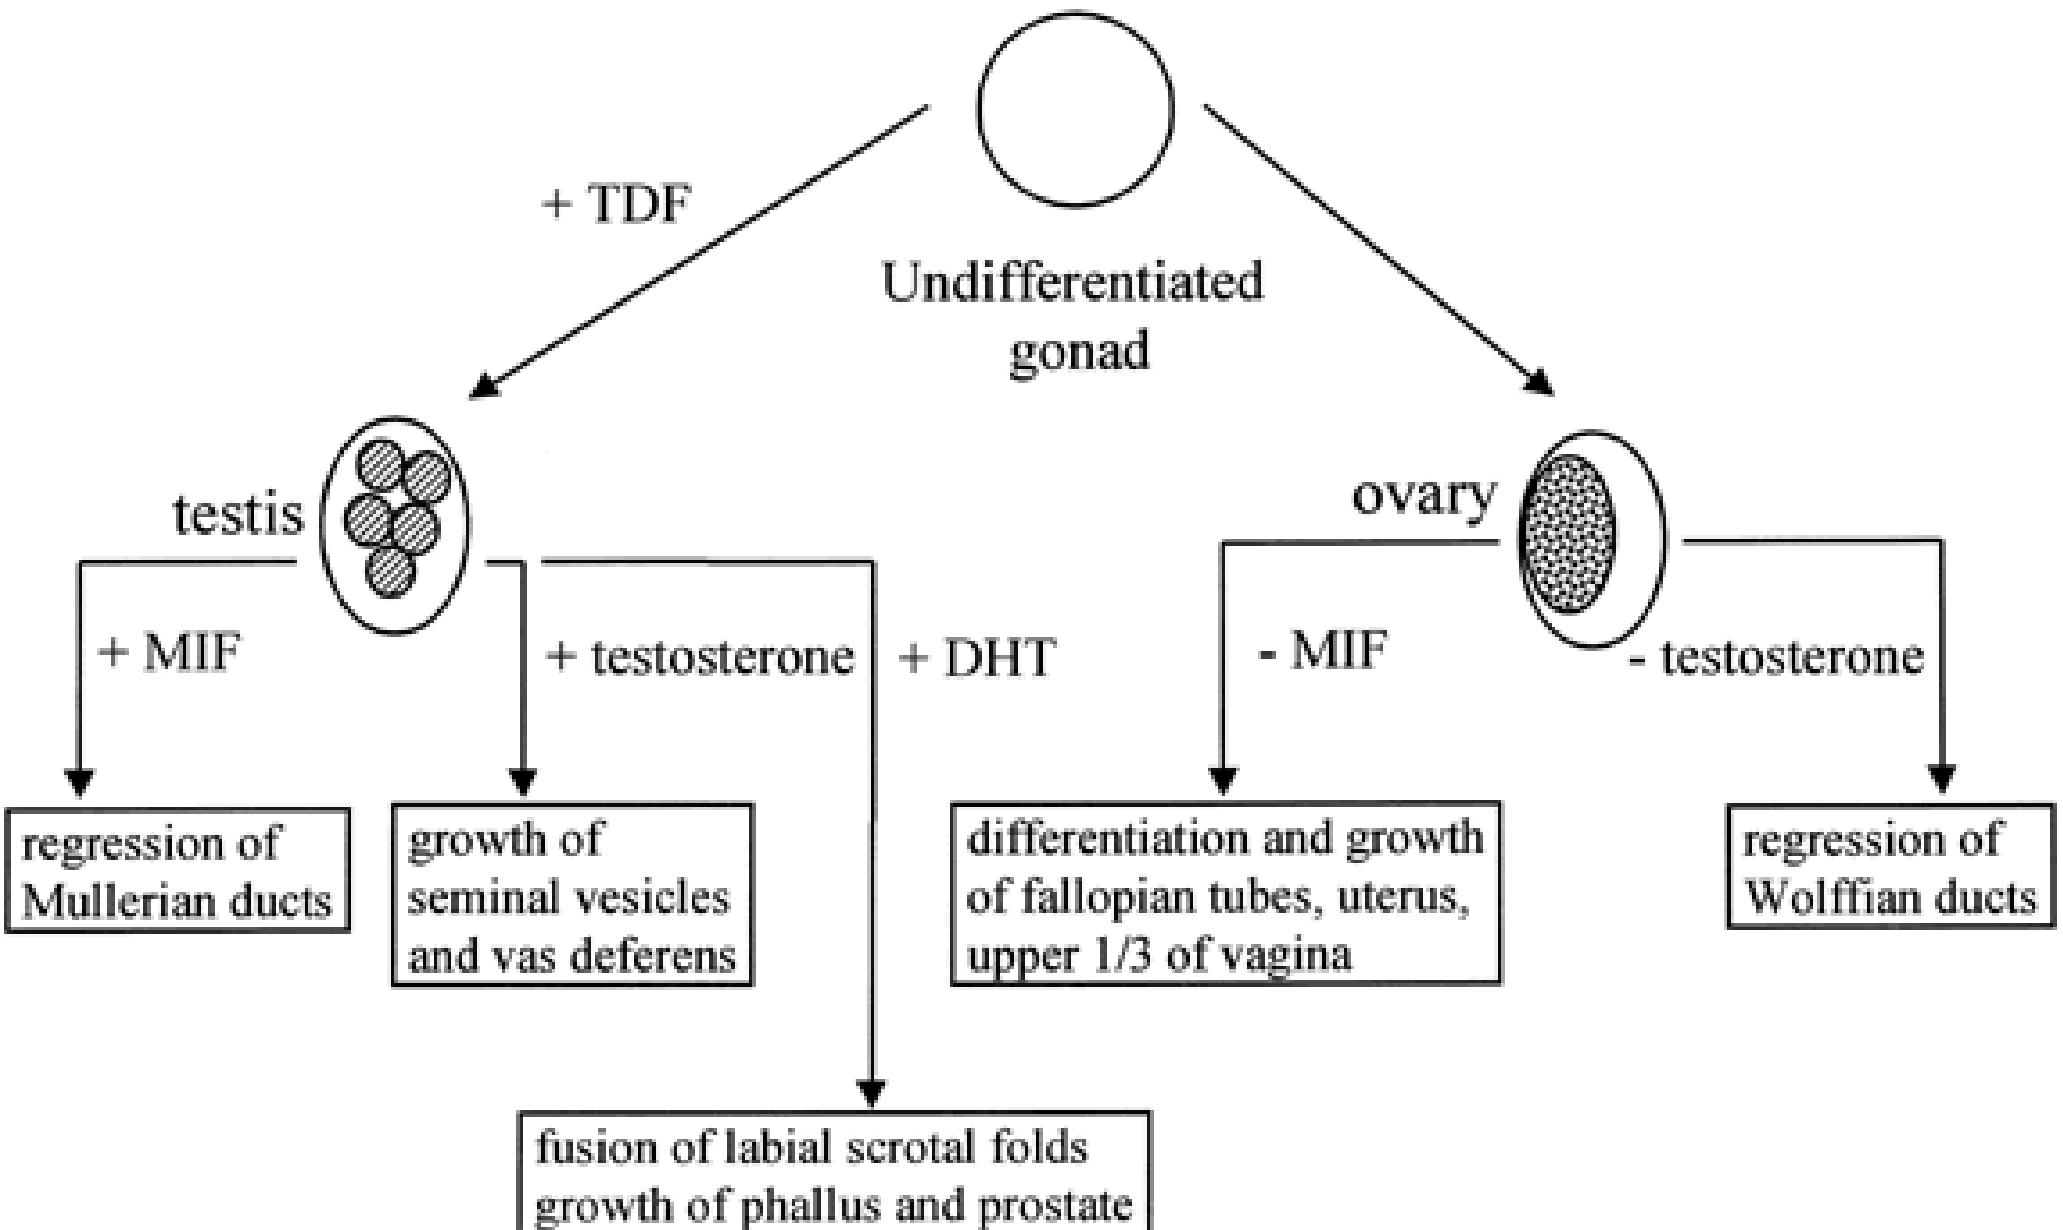 + TDF
Undifferentiated
gonad
testis
ovary
+ MIF
+ testosterone
+ DHT
- MIF
- testosterone
regression of
Mullerian ducts
growth of
seminal vesicles
and vas deferens
differentiation and growth
of fallopian tubes, uterus,
upper 1/3 of vagina
regression of
Wolffian ducts
fusion of labial scrotal folds
growth of phallus and prostate